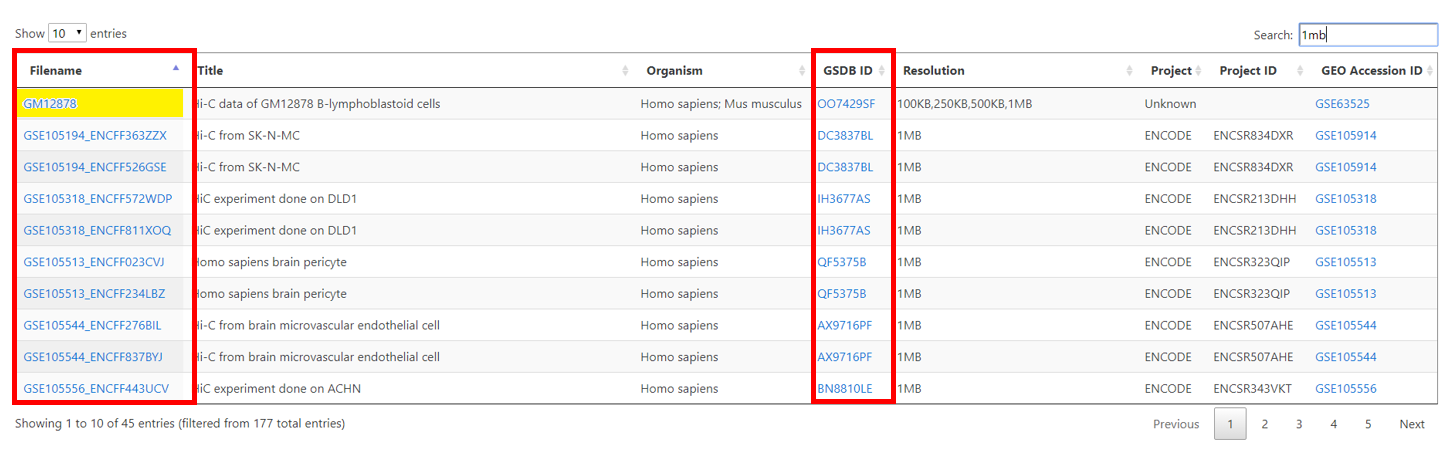 Show 10 entries Search: 1mb
Filename Title Organism GSDB ID Resolution Project Project ID GEO Accession ID
GM12878 Hi-C data of GM12878 B-lymphoblastoid cells Homo sapiens; Mus musculus OO7429SF 100KB,250KB,500KB,1MB Unknown GSE63525
GSE105194_ENCFF363ZZX Hi-C from SK-N-MC Homo sapiens DC3837BL 1MB ENCODE ENCSR834DXR GSE105914
GSE105194_ENCFF526GSE Hi-C from SK-N-MC Homo sapiens DC3837BL 1MB ENCODE ENCSR834DXR GSE105914
GSE105318_ENCFF572WDP HiC experiment done on DLD1 Homo sapiens IH3677AS 1MB ENCODE ENCSR213DHH GSE105318
GSE105318_ENCFF811XOQ HiC experiment done on DLD1 Homo sapiens IH3677AS 1MB ENCODE ENCSR213DHH GSE105318
GSE105513_ENCFF023CVJ Homo sapiens brain pericyte Homo sapiens QF5375B 1MB ENCODE ENCSR323QIP GSE105513
GSE105513_ENCFF234LBZ Homo sapiens brain pericyte Homo sapiens QF5375B 1MB ENCODE ENCSR323QIP GSE105513
GSE105544_ENCFF276BIL Hi-C from brain microvascular endothelial cell Homo sapiens AX9716PF 1MB ENCODE ENCSR507AHE GSE105544
GSE105544_ENCFF837BYJ Hi-C from brain microvascular endothelial cell Homo sapiens AX9716PF 1MB ENCODE ENCSR507AHE GSE105544
GSE105556_ENCFF443UCV HiC experiment done on ACHN Homo sapiens BN8810LE 1MB ENCODE ENCSR343VKT GSE105556
Showing 1 to 10 of 45 entries (filtered from 177 total entries) Previous 1 2 3 4 5 Next